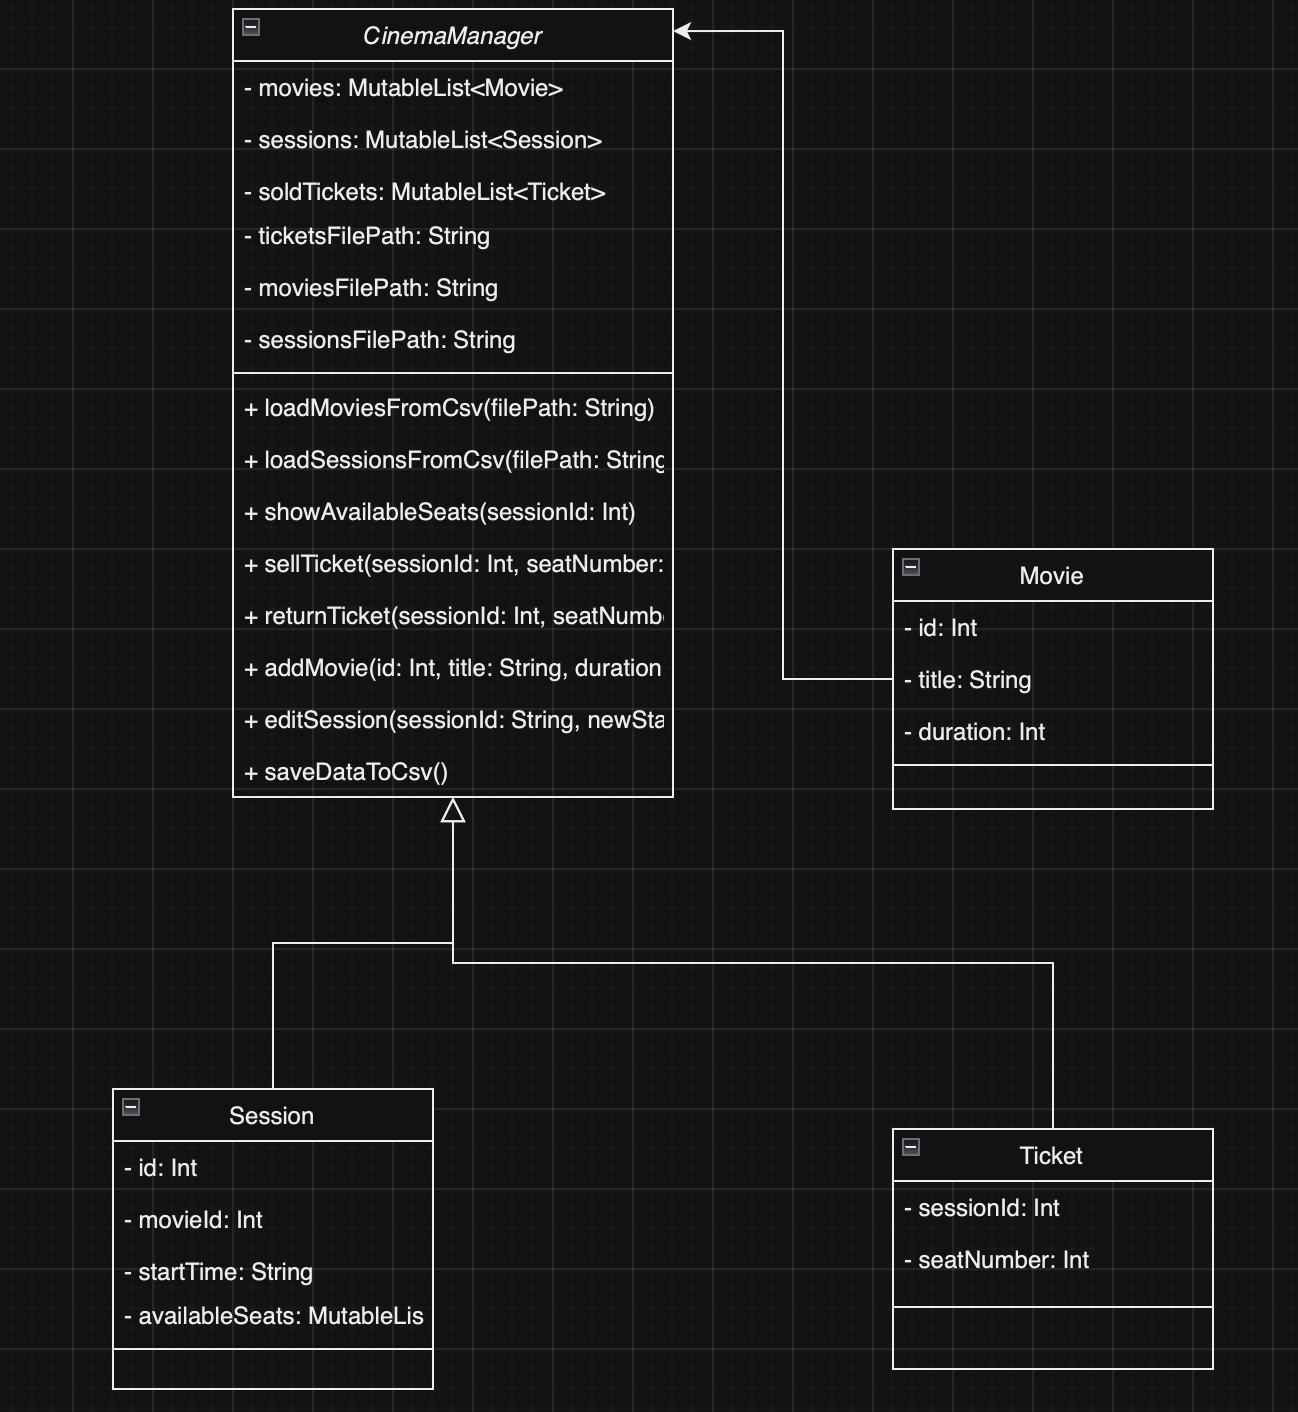 CinemaManager
- movies: MutableList<Movie>
- sessions: MutableList<Session>
- soldTickets: MutableList<Ticket>
- ticketsFilePath: String
- moviesFilePath: String
- sessionsFilePath: String
+ loadMoviesFromCsv(filePath: String)
+ loadSessionsFromCsv(filePath: String
+ showAvailableSeats(sessionId: Int)
+ sellTicket(sessionId: Int, seatNumber:
+ returnTicket(sessionId: Int, seatNumb
+ addMovie(id: Int, title: String, duration
+ editSession(sessionId: String, newSta
+ saveDataToCsv()
Movie
- id: Int
- title: String
- duration: Int
Session
- id: Int
- movieId: Int
- startTime: String
- availableSeats: MutableLis
Ticket
- sessionId: Int
- seatNumber: Int